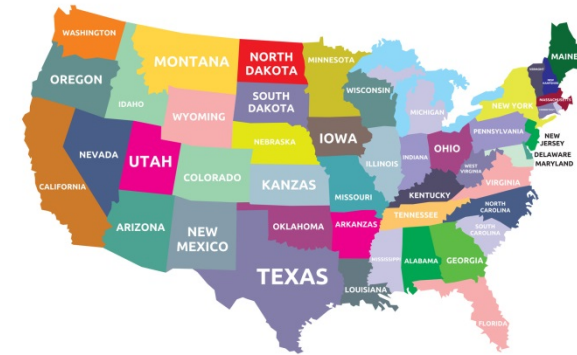 WASHINGTON
OREGON
CALIFORNIA
NEVADA
IDAHO
MONTANA
WYOMING
UTAH
ARIZONA
COLORADO
NEW
MEXICO
NORTH
DAKOTA
SOUTH
DAKOTA
NEBRASKA
KANZAS
OKLAHOMA
TEXAS
MINNESOTA
IOWA
MISSOURI
ARKANZAS
LOUISIANA
WISCONSIN
ILLINOIS
MICHIGAN
INDIANA
OHIO
KENTUCKY
TENNESSEE
MISSISSIPPI
ALABAMA
GEORGIA
FLORIDA
SOUTH
CAROLINA
NORTH
CAROLINA
VIRGINIA
WEST
VIRGINIA
PENNSYLVANIA
NEW YORK
NEW
JERSEY
DELAWARE
MARYLAND
MASSACHUSETTS
MAINE